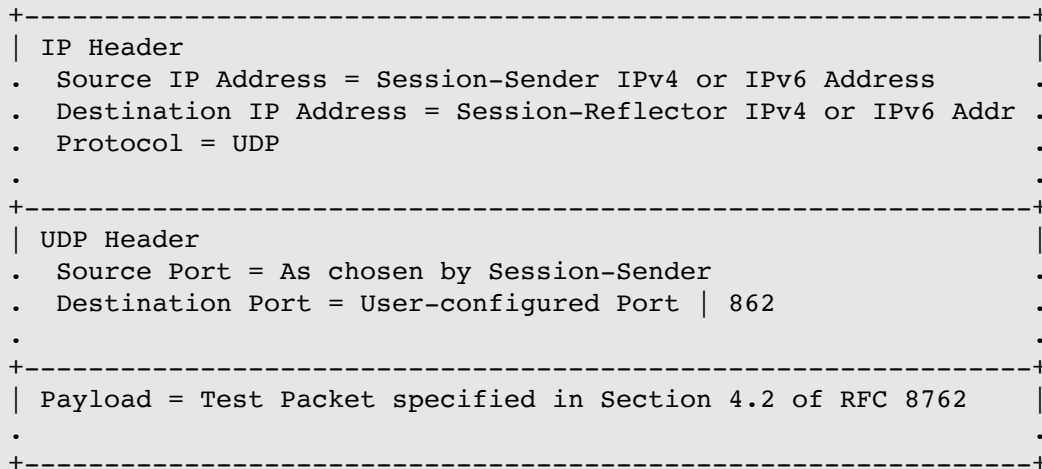 +---------------------------------------------------------------+
| IP Header                                                     |
.  Source IP Address = Session-Sender IPv4 or IPv6 Address      .
.  Destination IP Address = Session-Reflector IPv4 or IPv6 Addr .
.  Protocol = UDP                                               .
.                                                               .
+---------------------------------------------------------------+
| UDP Header                                                    |
.  Source Port = As chosen by Session-Sender                    .
.  Destination Port = User-configured Port | 862                .
.                                                               .
+---------------------------------------------------------------+
| Payload = Test Packet specified in Section 4.2 of RFC 8762    |
.                                                               .
+---------------------------------------------------------------+